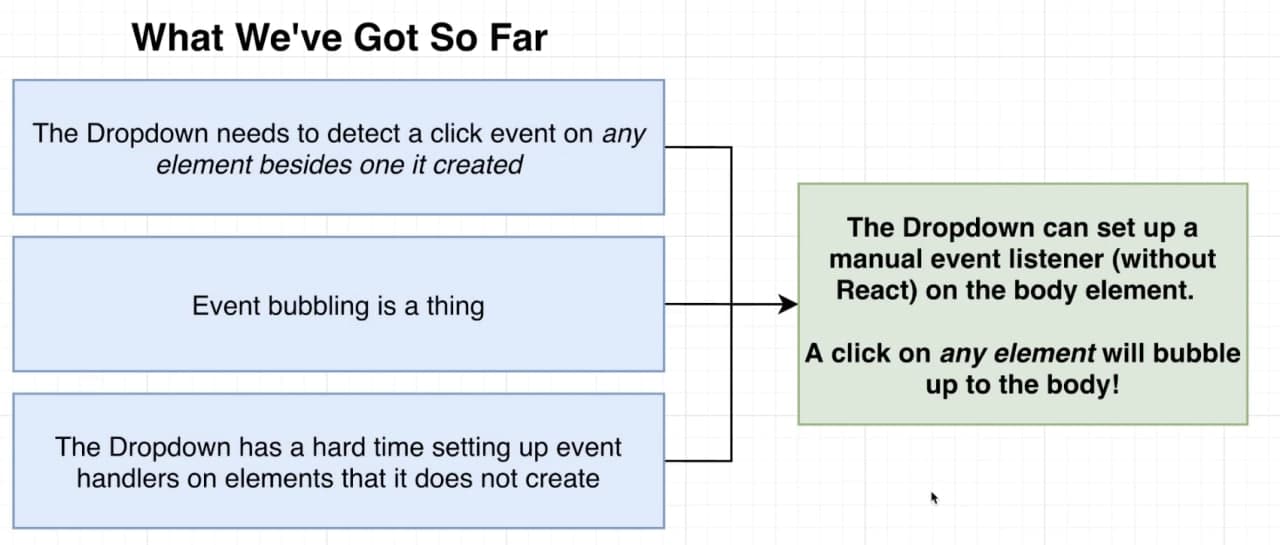 What We've Got So Far
The Dropdown needs to detect a click event on any
element besides one it created
Event bubbling is a thing
The Dropdown has a hard time setting up event
handlers on elements that it does not create
The Dropdown can set up a
manual event listener (without
React) on the body element.
A click on any element will bubble
up to the body!